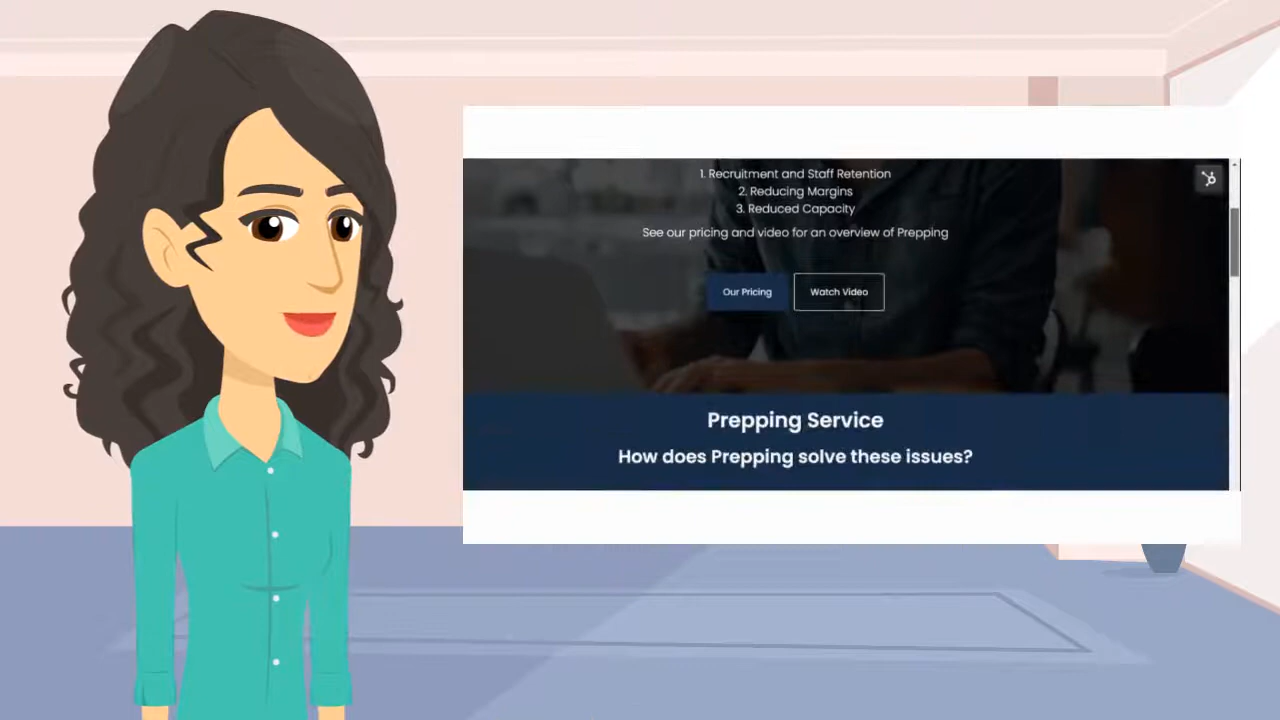 1. Recruitment and Staff Retention
2. Reducing Margins
3. Reduced Capacity
See our pricing and video for an overview of Prepping
Our Pricing
Watch Video
Prepping Service
How does Prepping solve these issues?